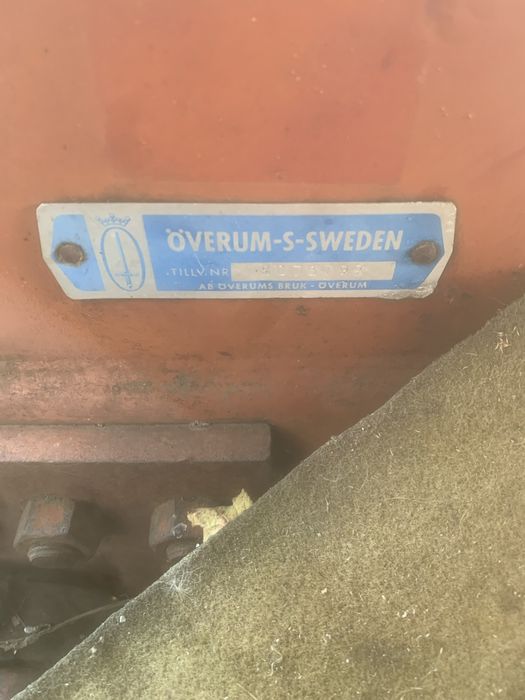 ÖVERUM-S-SWEDEN
TILLV.NR
AB ÖVERUMS BRUK - ÖVERUM